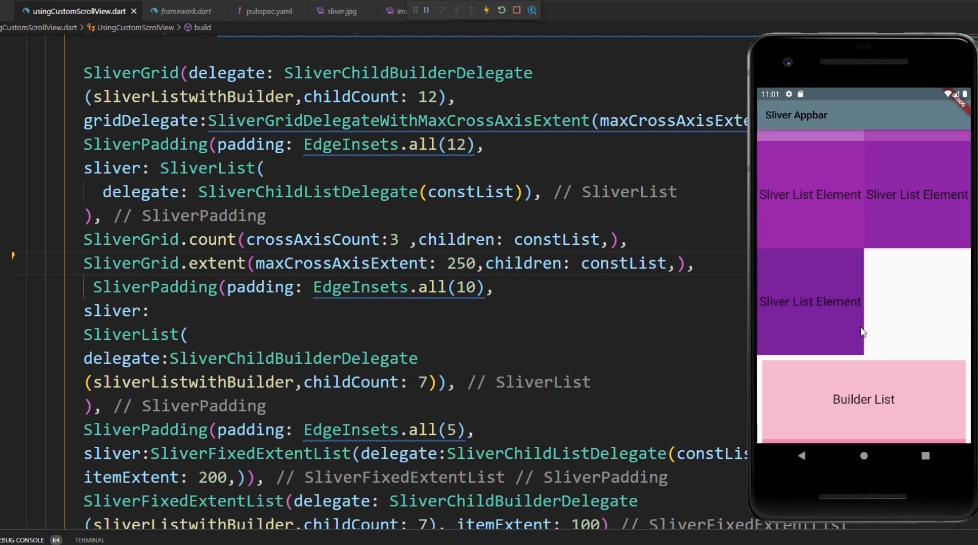 usingCustomScrollView.dart
framework.dart
pubspec.yaml
sliver.jpg
usingCustomScrollView.dart > UsingCustomScrollView > build
SliverGrid(delegate: SliverChildBuilderDelegate
(sliverListwithBuilder,childCount: 12),
gridDelegate:SliverGridDelegateWithMaxCrossAxisExtent(maxCrossAxisExte
SliverPadding(padding: EdgeInsets.all(12),
sliver: SliverList(
delegate: SliverChildListDelegate(constList)), // SliverList
), // SliverPadding
SliverGrid.count(crossAxisCount:3 ,children: constList,),
SliverGrid.extent(maxCrossAxisExtent: 250,children: constList,),
SliverPadding(padding: EdgeInsets.all(10),
sliver:
SliverList(
delegate:SliverChildBuilderDelegate
(sliverListwithBuilder,childCount: 7)), // SliverList
), // SliverPadding
SliverPadding(padding: EdgeInsets.all(5),
sliver:SliverFixedExtentList(delegate:SliverChildListDelegate(constLis
itemExtent: 200,)), // SliverFixedExtentList // SliverPadding
SliverFixedExtentList(delegate: SliverChildBuilderDelegate
(sliverListwithBuilder,childCount: 7), itemExtent: 100) // SliverFixedExtentList
DEBUG CONSOLE 64 TERMINAL
11:01
Sliver Appbar
Sliver List Element Sliver List Element
Sliver List Element
Builder List